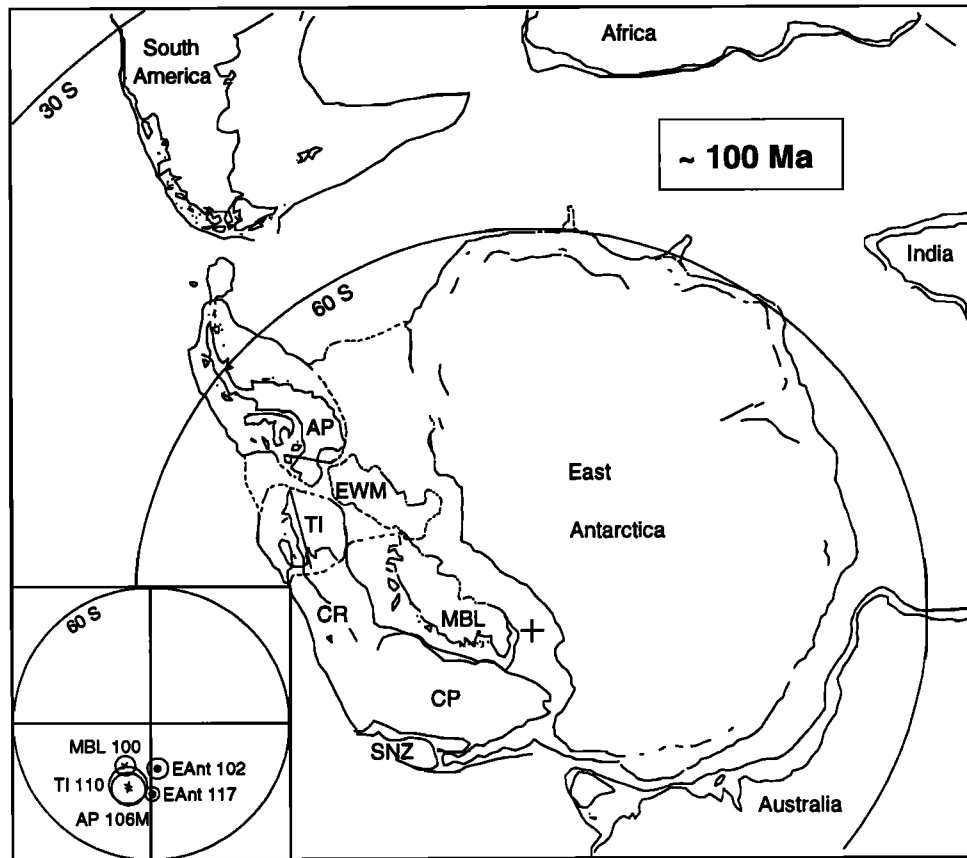 South
America
Africa
30 S
~ 100 Ma
India
60 S
AP
EWM
East
TI
Antarctica
60 S
CR
MBL
CP
MBL 100
SNZ
EAnt 102
TI 110
EAnt 117
AP 106M
Australia